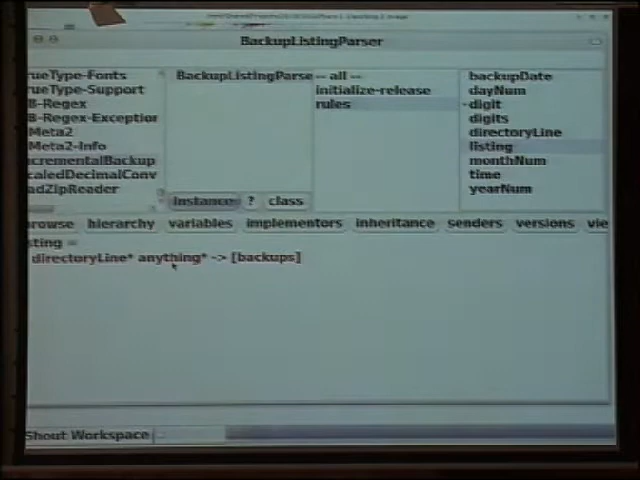 BackupListingParser
rueType-Fonts
rueType-Support
B-Regex
B-Regex-Exception
Meta2
Meta2-Info
ncrementalBackup
caledDecimalConv
adZipReader
BackupListingParse
instance ? class
-- all --
initialize-release
rules
backupDate
dayNum
digit
digits
directoryLine
listing
monthNum
time
yearNum
rowse hierarchy variables implementors inheritance senders versions vie
sting =
directoryLine* anything* -> [backups]
Shout Workspace